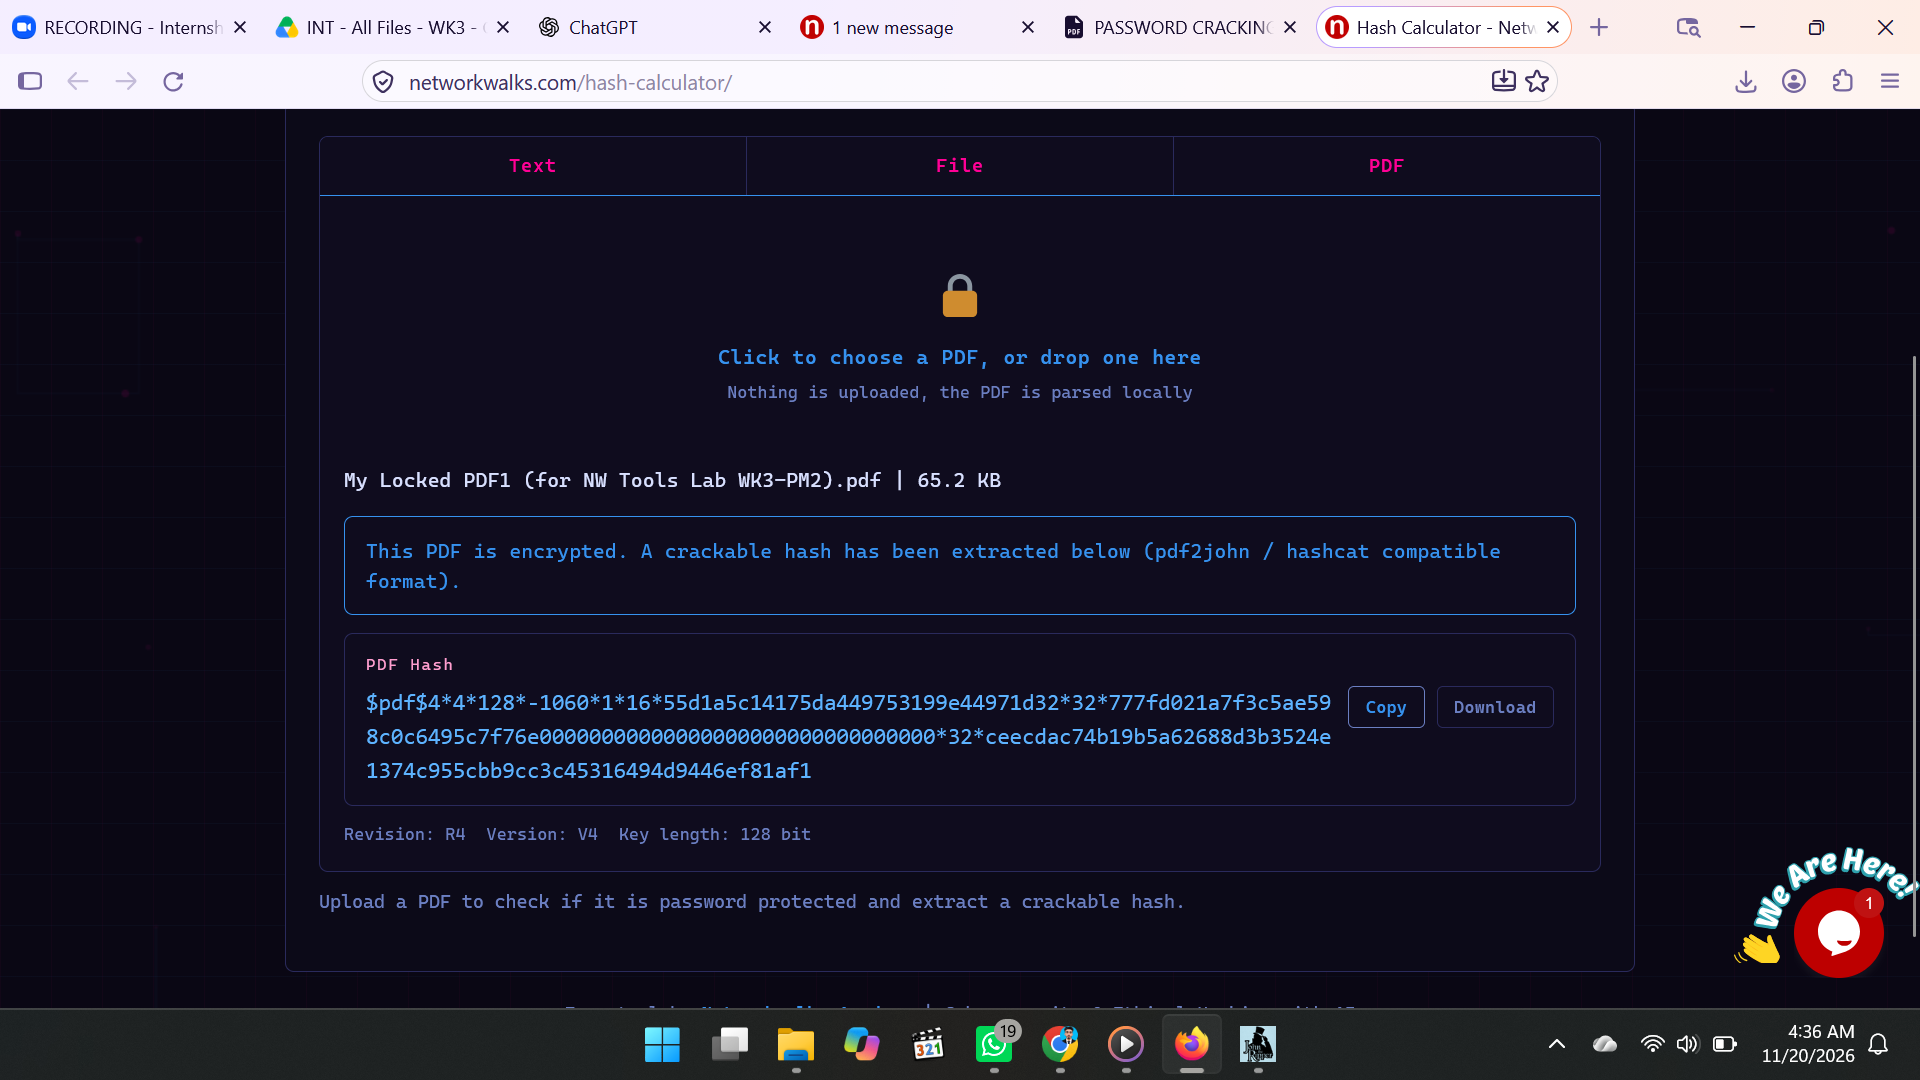 RECORDING - Internsh
INT - All Files - WK3 -
ChatGPT
1 new message
PASSWORD CRACKING
Hash Calculator - Netw
networkwalks.com/hash-calculator/
Text
File
PDF
Click to choose a PDF, or drop one here
Nothing is uploaded, the PDF is parsed locally
My Locked PDF1 (for NW Tools Lab WK3-PM2).pdf | 65.2 KB
This PDF is encrypted. A crackable hash has been extracted below (pdf2john / hashcat compatible
format).
PDF Hash
$pdf$4*4*128*-1060*1*16*55d1a5c14175da449753199e44971d32*32*777fd021a7f3c5ae59
8c0c6495c7f76e00000000000000000000000000000000*32*ceecdac74b19b5a62688d3b3524e
1374c955cbb9cc3c45316494d9446ef81af1
Copy
Download
Revision: R4 Version: V4 Key length: 128 bit
Upload a PDF to check if it is password protected and extract a crackable hash.
We Are Here!
1
321
19
4:36 AM
11/20/2026